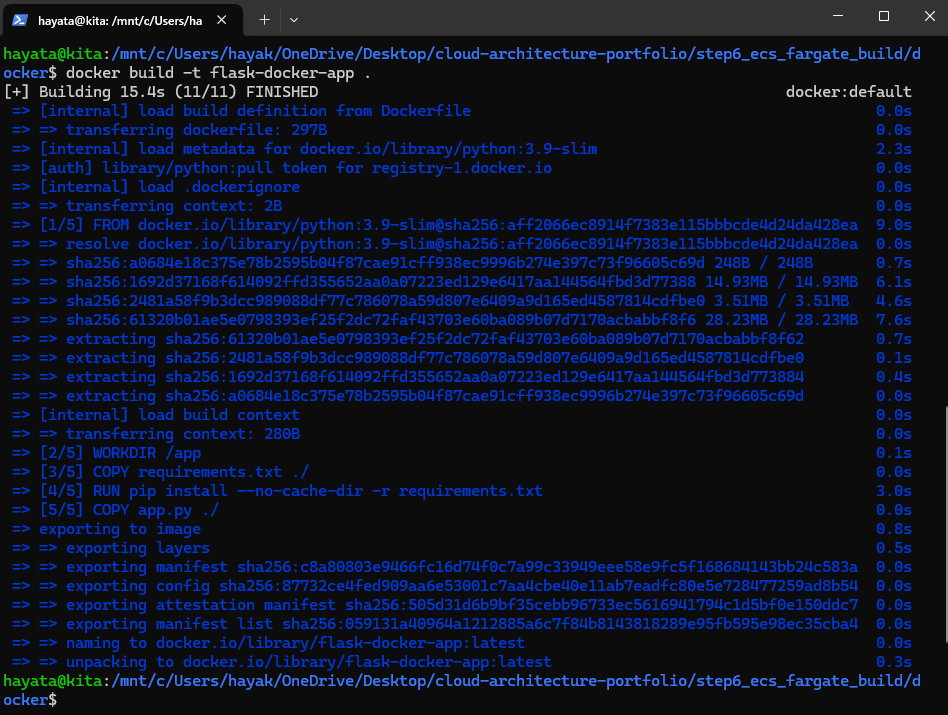 hayata@kita: /mnt/c/Users/ha
hayata@kita:/mnt/c/Users/hayak/OneDrive/Desktop/cloud-architecture-portfolio/step6_ecs_fargate_build/d
ocker$ docker build -t flask-docker-app .
[+] Building 15.4s (11/11) FINISHED docker:default
=> [internal] load build definition from Dockerfile 0.0s
=> => transferring dockerfile: 297B 0.0s
=> [internal] load metadata for docker.io/library/python:3.9-slim 2.3s
=> [auth] library/python:pull token for registry-1.docker.io 0.0s
=> [internal] load .dockerignore 0.0s
=> => transferring context: 2B 0.0s
=> [1/5] FROM docker.io/library/python:3.9-slim@sha256:aff2066ec8914f7383e115bbbcde4d24da428ea 9.0s
=> => resolve docker.io/library/python:3.9-slim@sha256:aff2066ec8914f7383e115bbbcde4d24da428ea 0.0s
=> => sha256:a0684e18c375e78b2595b04f87cae91cff938ec9996b274e397c73f96605c69d 248B / 248B 0.7s
=> => sha256:1692d37168f614092ffd355652aa0a07223ed129e6417aa144564fbd3d77388 14.93MB / 14.93MB 6.1s
=> => sha256:2481a58f9b3dcc989088df77c786078a59d807e6409a9d165ed4587814cdfbe0 3.51MB / 3.51MB 4.6s
=> => sha256:61320b01ae5e0798393ef25f2dc72faf43703e60ba089b07d7170acbabbf8f6 28.23MB / 28.23MB 7.6s
=> => extracting sha256:61320b01ae5e0798393ef25f2dc72faf43703e60ba089b07d7170acbabbf8f62 0.7s
=> => extracting sha256:2481a58f9b3dcc989088df77c786078a59d807e6409a9d165ed4587814cdfbe0 0.1s
=> => extracting sha256:1692d37168f614092ffd355652aa0a07223ed129e6417aa144564fbd3d773884 0.4s
=> => extracting sha256:a0684e18c375e78b2595b04f87cae91cff938ec9996b274e397c73f96605c69d 0.0s
=> [internal] load build context 0.0s
=> => transferring context: 280B 0.0s
=> [2/5] WORKDIR /app 0.1s
=> [3/5] COPY requirements.txt ./ 0.0s
=> [4/5] RUN pip install --no-cache-dir -r requirements.txt 3.0s
=> [5/5] COPY app.py ./ 0.0s
=> exporting to image 0.8s
=> => exporting layers 0.5s
=> => exporting manifest sha256:c8a80803e9466fc16d74f0c7a99c33949eee58e9fc5f168684143bb24c583a 0.0s
=> => exporting config sha256:87732ce4fed909aa6e53001c7aa4cbe40e11ab7eadfc80e5e728477259ad8b54 0.0s
=> => exporting attestation manifest sha256:505d31d6b9bf35cebb96733ec5616941794c1d5bf0e150ddc7 0.0s
=> => exporting manifest list sha256:059131a40964a1212885a6c7f84b8143818289e95fb595e98ec35cba4 0.0s
=> => naming to docker.io/library/flask-docker-app:latest 0.0s
=> => unpacking to docker.io/library/flask-docker-app:latest 0.3s
hayata@kita:/mnt/c/Users/hayak/OneDrive/Desktop/cloud-architecture-portfolio/step6_ecs_fargate_build/d
ocker$